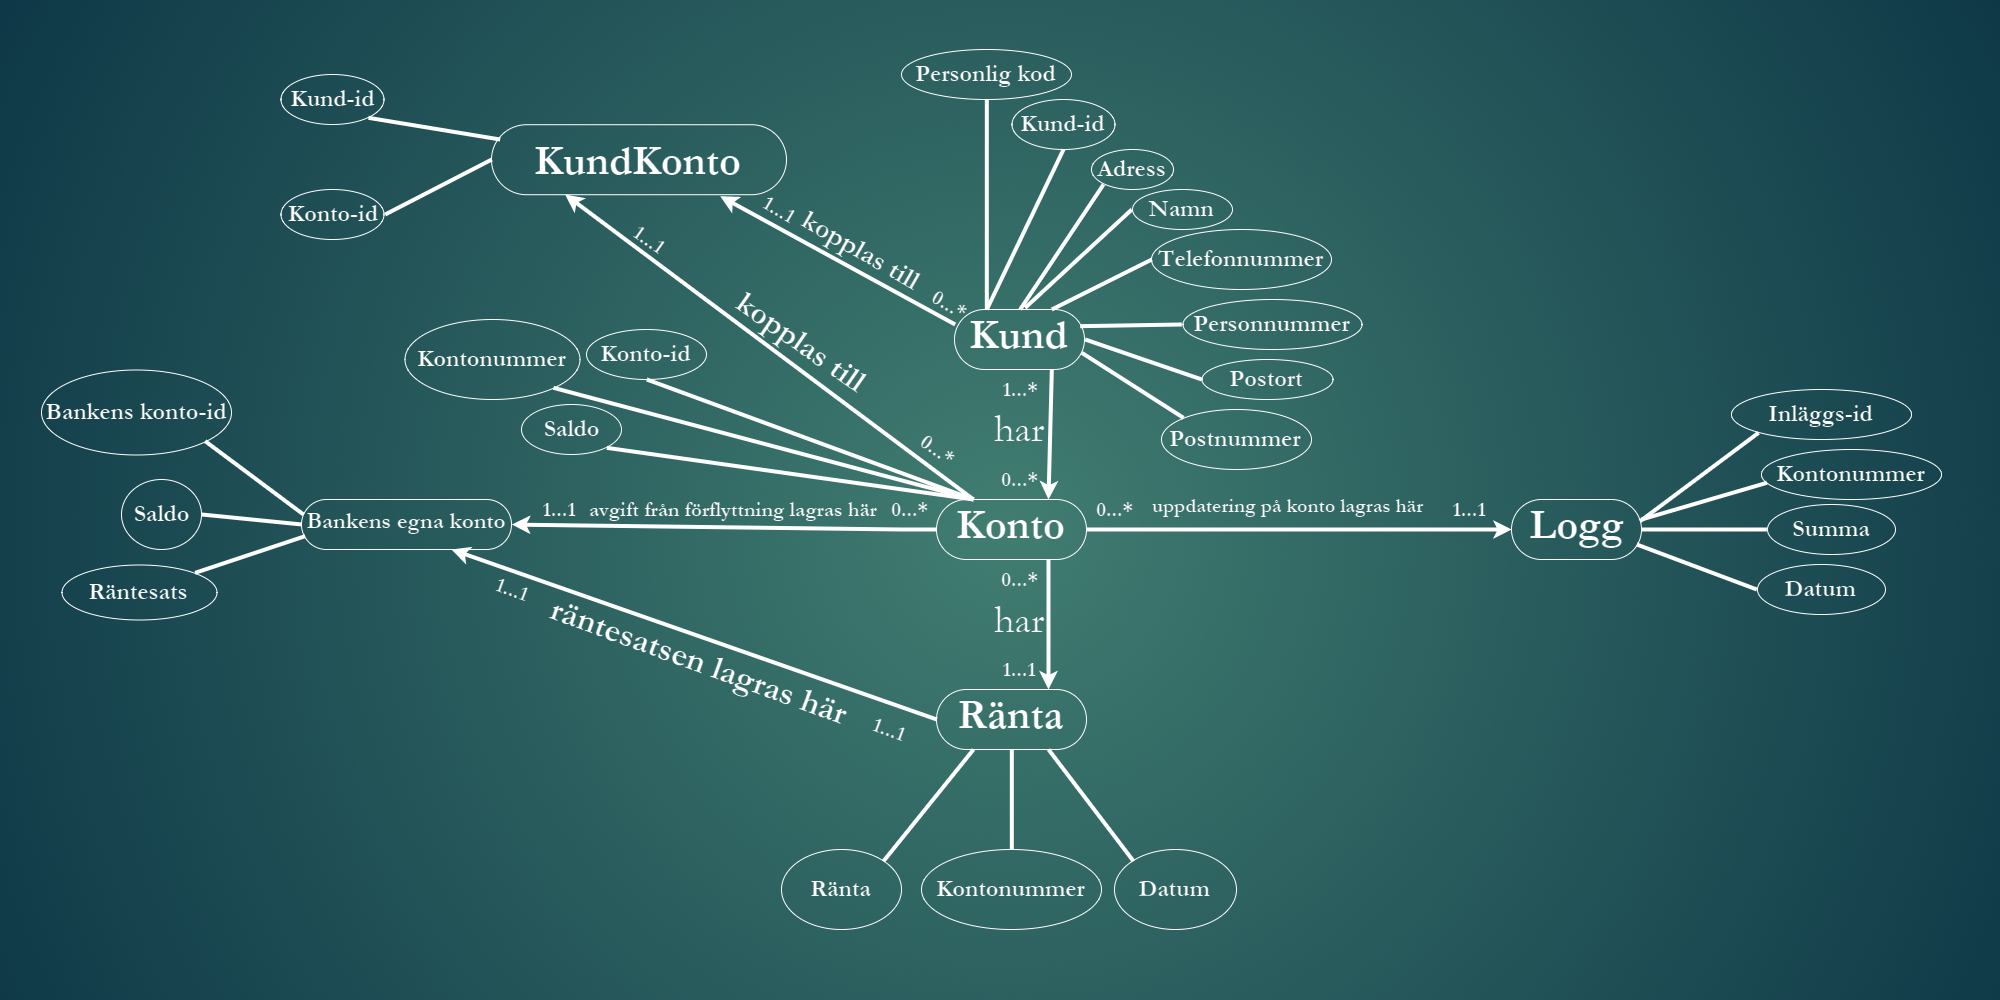 Personlig kod
Kund-id
Kund-id
Adress
KundKonto
Namn
Konto-id
1...1 kopplas till 0...*
Telefonnummer
1...1 kopplas till 0...*
Kund
Personnummer
Kontonummer
Konto-id
Postort
1...*
har
0...*
Bankens konto-id
Saldo
Postnummer
Inläggs-id
Kontonummer
Saldo
Bankens egna konto
1...1 avgift från förflyttning lagras här 0...*
Konto
0...* uppdatering på konto lagras här 1...1
Logg
Summa
Räntesats
0...*
har
1...1
Datum
1...1 räntesatsen lagras här 1...1
Ränta
Ränta
Kontonummer
Datum